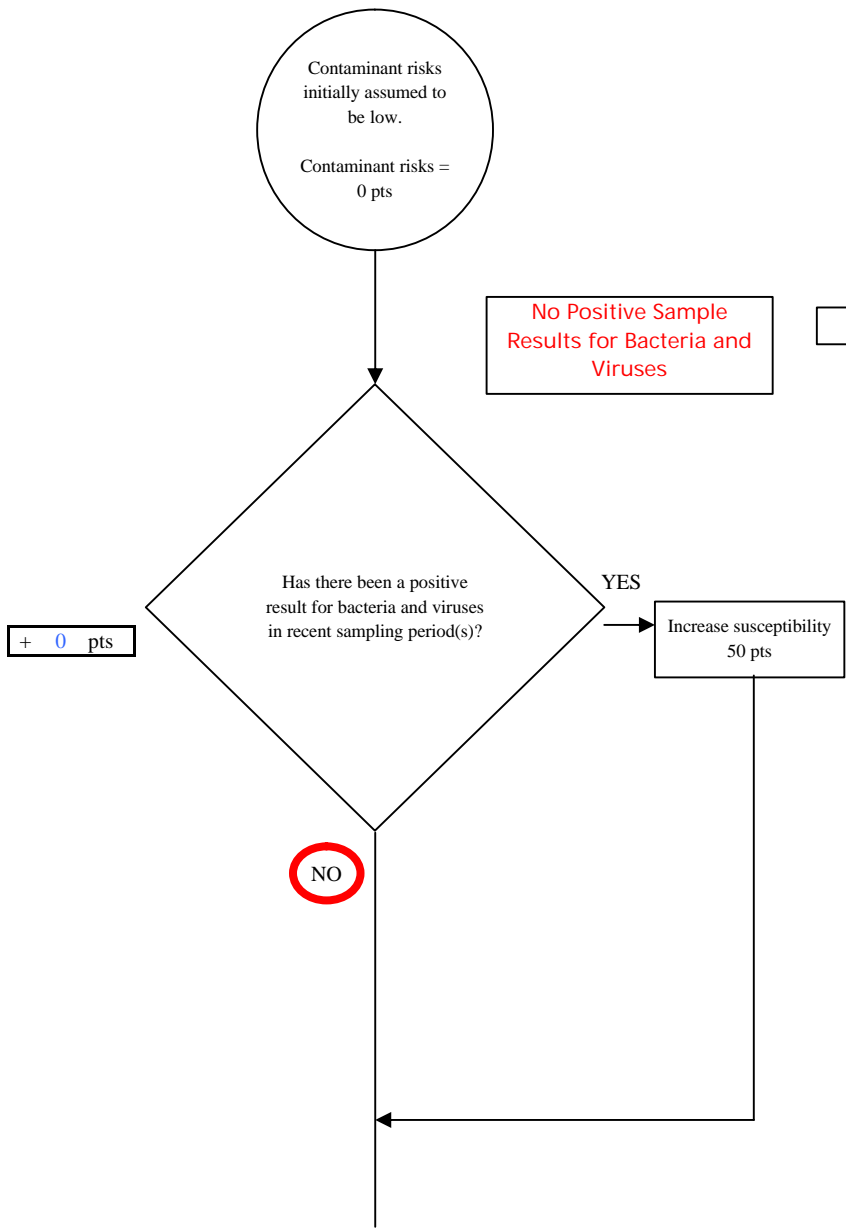 Contaminant risks
initially assumed to
be low.
Contaminant risks =
0 pts
No Positive Sample
Results for Bacteria and
Viruses
Has there been a positive
result for bacteria and viruses
in recent sampling period(s)?
YES
+ 0 pts
Increase susceptibility
50 pts
NO